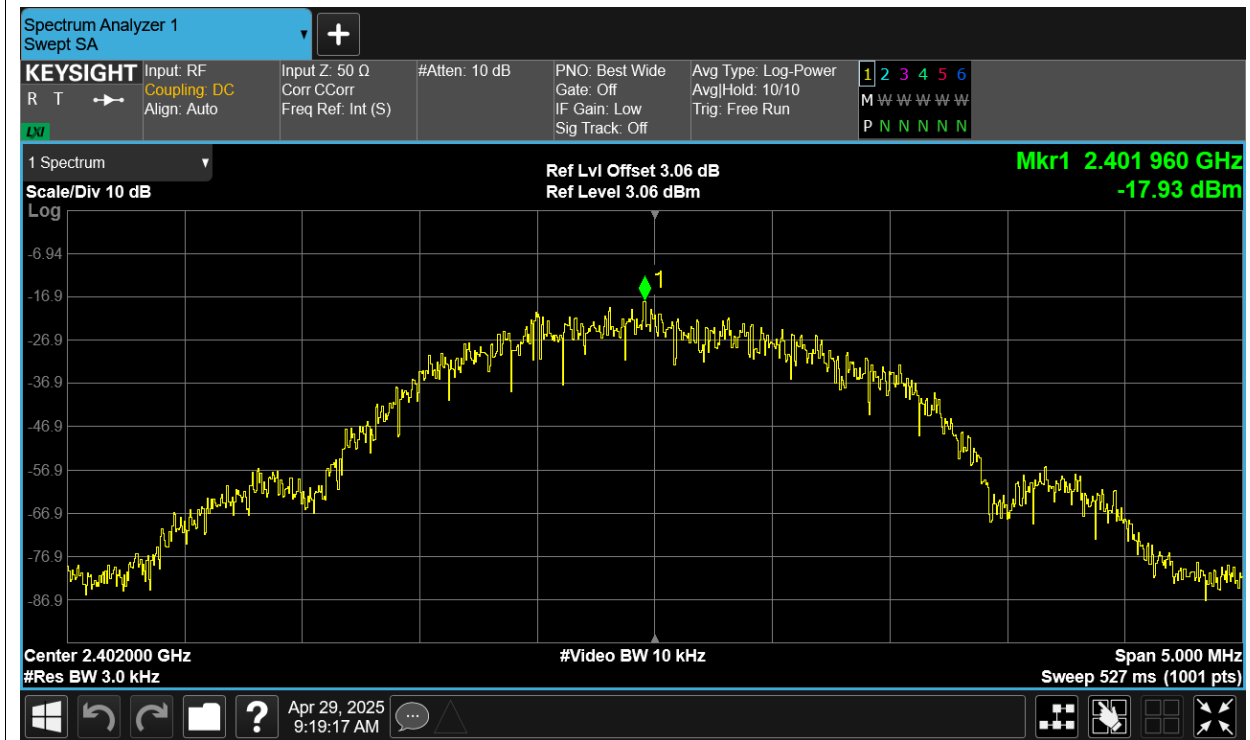 Spectrum Analyzer 1
Swept SA
KEYSIGHT
R T
LXI
Input: RF
Coupling: DC
Align: Auto
Input Z: 50 Ω
Corr CCorr
Freq Ref: Int (S)
#Atten: 10 dB
PNO: Best Wide
Gate: Off
IF Gain: Low
Sig Track: Off
Avg Type: Log-Power
Avg|Hold: 10/10
Trig: Free Run
1 2 3 4 5 6
M W W W W W
P N N N N N
1 Spectrum
Scale/Div 10 dB
Log
Ref Lvl Offset 3.06 dB
Ref Level 3.06 dBm
Mkr1 2.401 960 GHz
-17.93 dBm
1
-6.94
-16.9
-26.9
-36.9
-46.9
-56.9
-66.9
-76.9
-86.9
Center 2.402000 GHz
#Res BW 3.0 kHz
#Video BW 10 kHz
Span 5.000 MHz
Sweep 527 ms (1001 pts)
?
Apr 29, 2025
9:19:17 AM